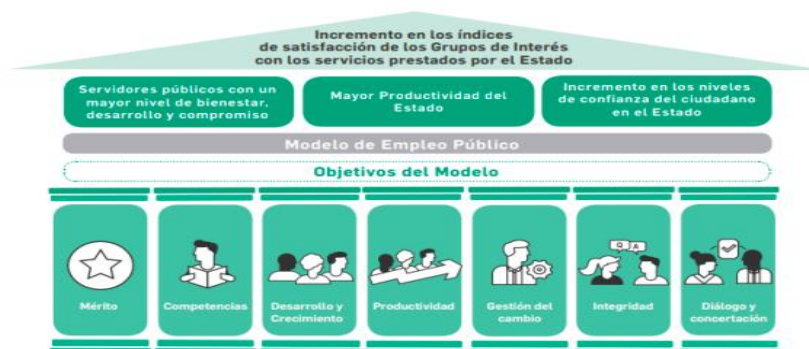 Incremento en los índices
de satisfacción de los Grupos de Interés
con los servicios prestados por el Estado
Servidores públicos con un
mayor nivel de bienestar,
desarrollo y compromiso
Mayor Productividad del
Estado
Incremento en los niveles
de confianza del ciudadano
en el Estado
Modelo de Empleo Público
Objetivos del Modelo
Q A
Mérito
Competencias
Desarrollo y
Crecimiento
Productividad
Gestión del
cambio
Integridad
Diálogo y
concertación